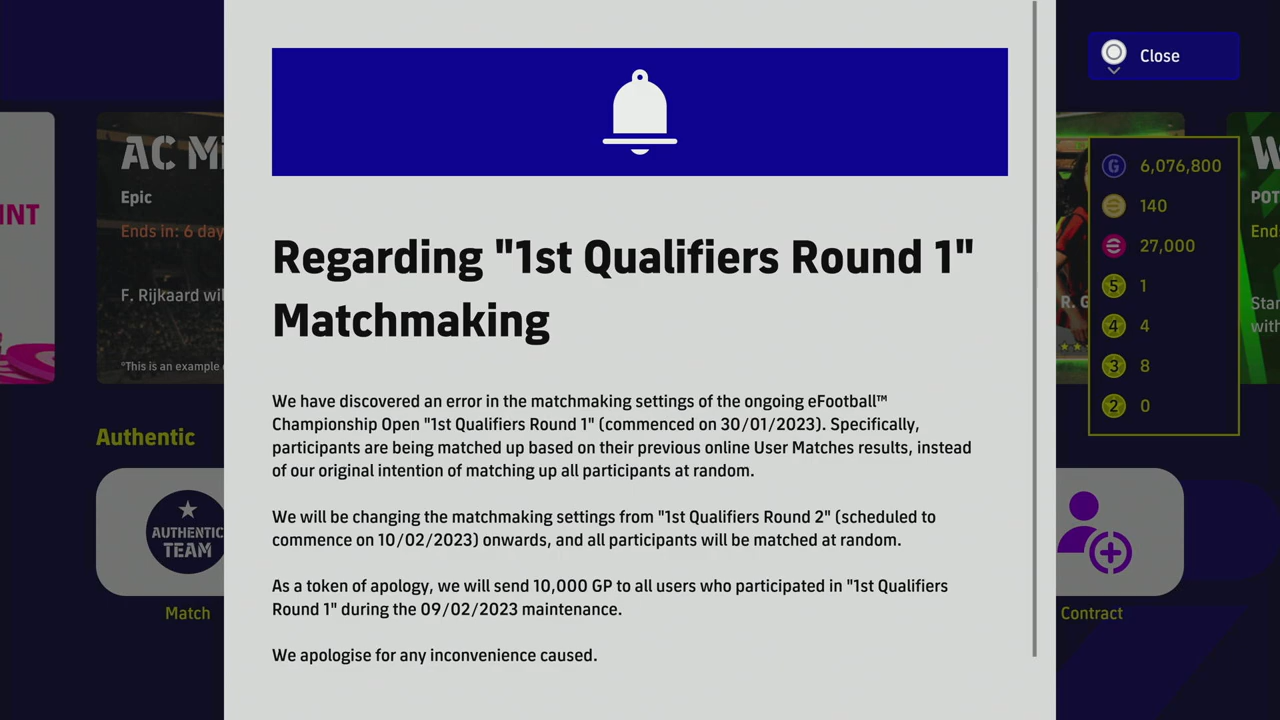 Close
Regarding "1st Qualifiers Round 1"
Matchmaking
We have discovered an error in the matchmaking settings of the ongoing eFootball™
Championship Open "1st Qualifiers Round 1" (commenced on 30/01/2023). Specifically,
participants are being matched up based on their previous online User Matches results, instead
of our original intention of matching up all participants at random.
We will be changing the matchmaking settings from "1st Qualifiers Round 2" (scheduled to
commence on 10/02/2023) onwards, and all participants will be matched at random.
As a token of apology, we will send 10,000 GP to all users who participated in "1st Qualifiers
Round 1" during the 09/02/2023 maintenance.
We apologise for any inconvenience caused.
AC
Epic
Ends in: 6
F. Rijkaard
*This is an example
Authentic
AUTHENTIC
TEAM
Match
G 6,076,800
140
27,000
5 1
4 4
3 8
2 0
R.
Contract